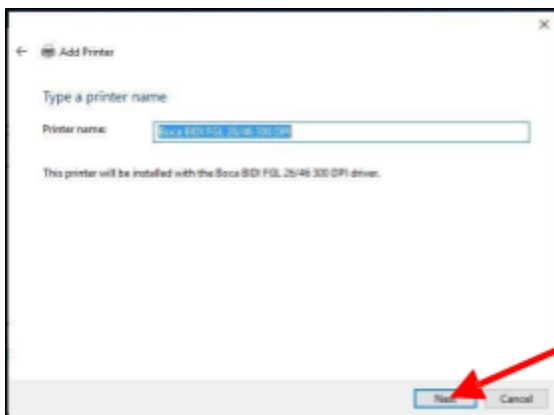 Add Printer
Type a printer name
Printer name: Boca BIDI FGL 26/46 300 DPI
This printer will be installed with the Boca BIDI FGL 26/46 300 DPI driver.
Next Cancel